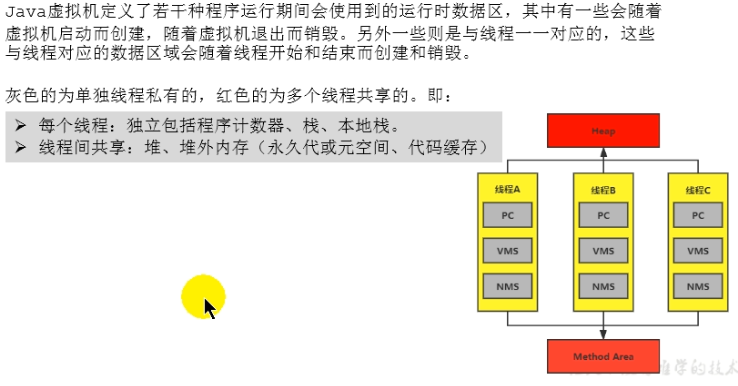 Java虚拟机定义了若干种程序运行期间会使用到的运行时数据区，其中有一些会随着
虚拟机启动而创建，随着虚拟机退出而销毁。另外一些则是与线程一一对应的，这些
与线程对应的数据区域会随着线程开始和结束而创建和销毁。
灰色的为单独线程私有的，红色的为多个线程共享的。即：
➢ 每个线程：独立包括程序计数器、栈、本地栈。
➢ 线程间共享：堆、堆外内存（永久代或元空间、代码缓存）
Heap
线程A 线程B 线程C
PC PC PC
VMS VMS VMS
NMS NMS NMS
Method Area
学的技术